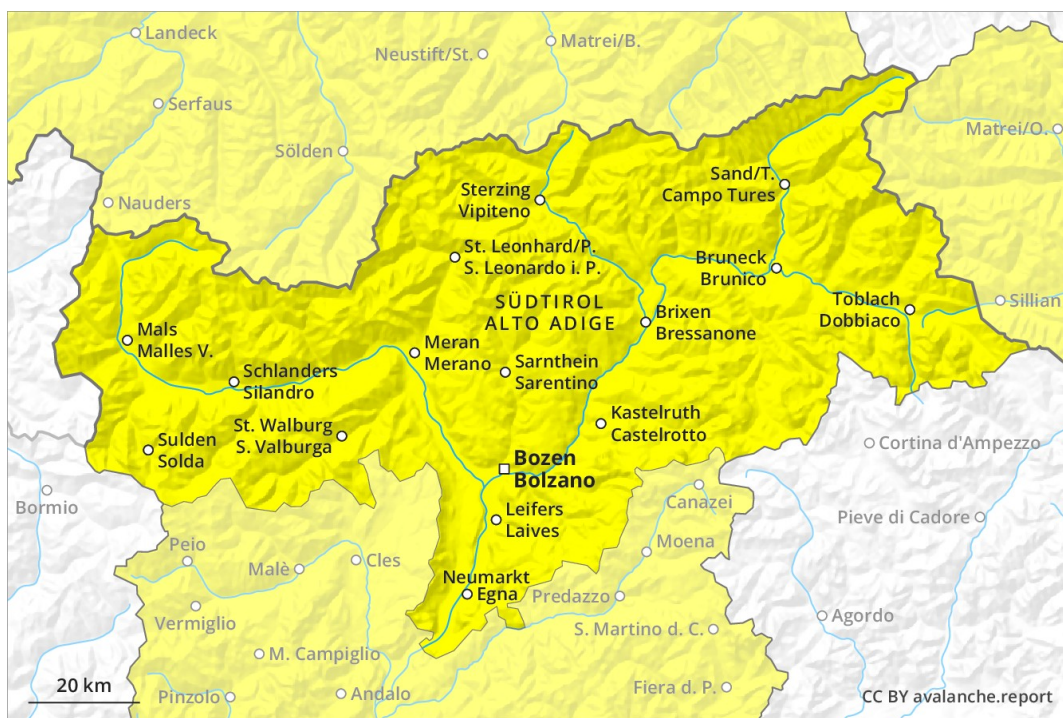 Landeck
Neustift/St.
Matrei/B.
Serfaus
Matrei/O.
Sölden
Sand/T.
Campo Tures
Sterzing
Vipiteno
Nauders
St. Leonhard/P.
S. Leonardo i. P.
Bruneck
Brunico
SÜDTIROL
ALTO ADIGE
Toblach
Dobbiaco
Sillian
Brixen
Bressanone
Mals
Malles V.
Meran
Merano
Sarnthein
Sarentino
Schlanders
Silandro
St. Walburg
S. Valburga
Kastelruth
Castelrotto
Sulden
Solda
Cortina d'Ampezzo
Bozen
Bolzano
Bormio
Canazei
Leifers
Laives
Pieve di Cadore
Peio
Moena
Cles
Malè
Neumarkt
Egna
Predazzo
Vermiglio
Agordo
S. Martino d. C.
M. Campiglio
20 km
Pinzolo
Andalo
Fiera d. P.
CC BY avalanche.report